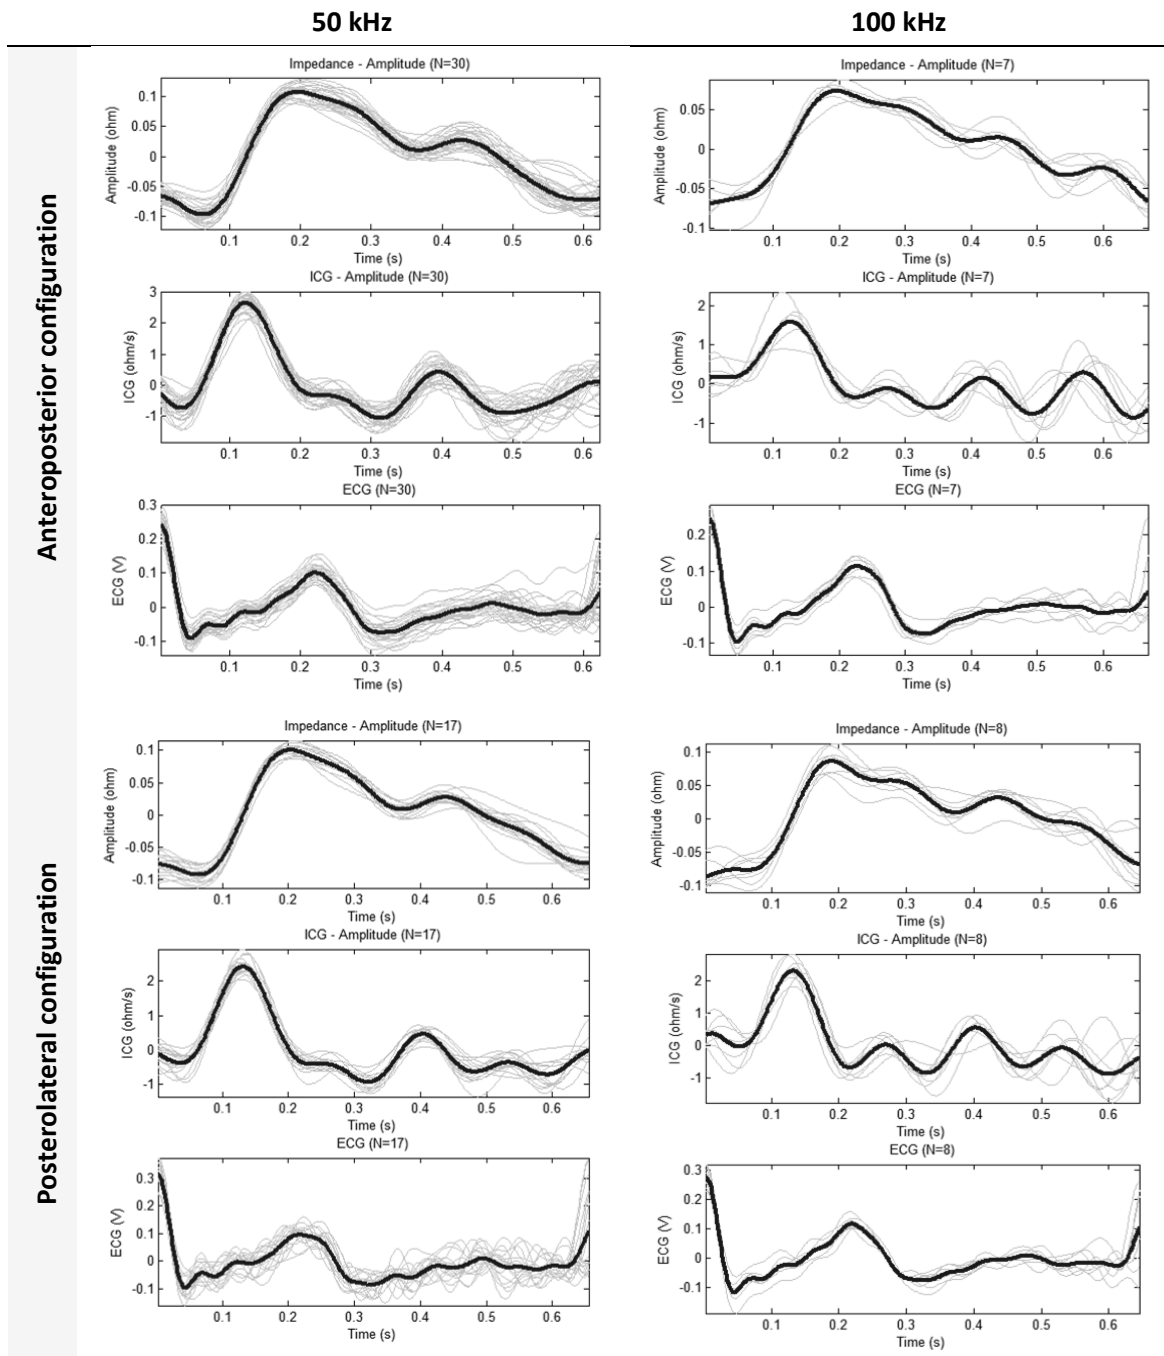 50 kHz
100 kHz
Anteroposterior configuration
Impedance - Amplitude (N=30)
Amplitude (ohm)
0.1
0.05
0
-0.05
-0.1
0.1 0.2 0.3 0.4 0.5 0.6
Time (s)
Impedance - Amplitude (N=7)
Amplitude (ohm)
0.05
0
-0.05
-0.1
0.1 0.2 0.3 0.4 0.5 0.6
Time (s)
ICG - Amplitude (N=30)
ICG (ohm/s)
3
2
1
0
-1
0.1 0.2 0.3 0.4 0.5 0.6
Time (s)
ICG - Amplitude (N=7)
ICG (ohm/s)
2
1
0
-1
0.1 0.2 0.3 0.4 0.5 0.6
Time (s)
ECG (N=30)
ECG (V)
0.3
0.2
0.1
0
-0.1
0.1 0.2 0.3 0.4 0.5 0.6
Time (s)
ECG (N=7)
ECG (V)
0.2
0.1
0
-0.1
0.1 0.2 0.3 0.4 0.5 0.6
Time (s)
Posterolateral configuration
Impedance - Amplitude (N=17)
Amplitude (ohm)
0.1
0.05
0
-0.05
-0.1
0.1 0.2 0.3 0.4 0.5 0.6
Time (s)
Impedance - Amplitude (N=8)
Amplitude (ohm)
0.1
0.05
0
-0.05
-0.1
0.1 0.2 0.3 0.4 0.5 0.6
Time (s)
ICG - Amplitude (N=17)
ICG (ohm/s)
2
1
0
-1
0.1 0.2 0.3 0.4 0.5 0.6
Time (s)
ICG - Amplitude (N=8)
ICG (ohm/s)
2
1
0
-1
0.1 0.2 0.3 0.4 0.5 0.6
Time (s)
ECG (N=17)
ECG (V)
0.3
0.2
0.1
0
-0.1
0.1 0.2 0.3 0.4 0.5 0.6
Time (s)
ECG (N=8)
ECG (V)
0.3
0.2
0.1
0
-0.1
0.1 0.2 0.3 0.4 0.5 0.6
Time (s)